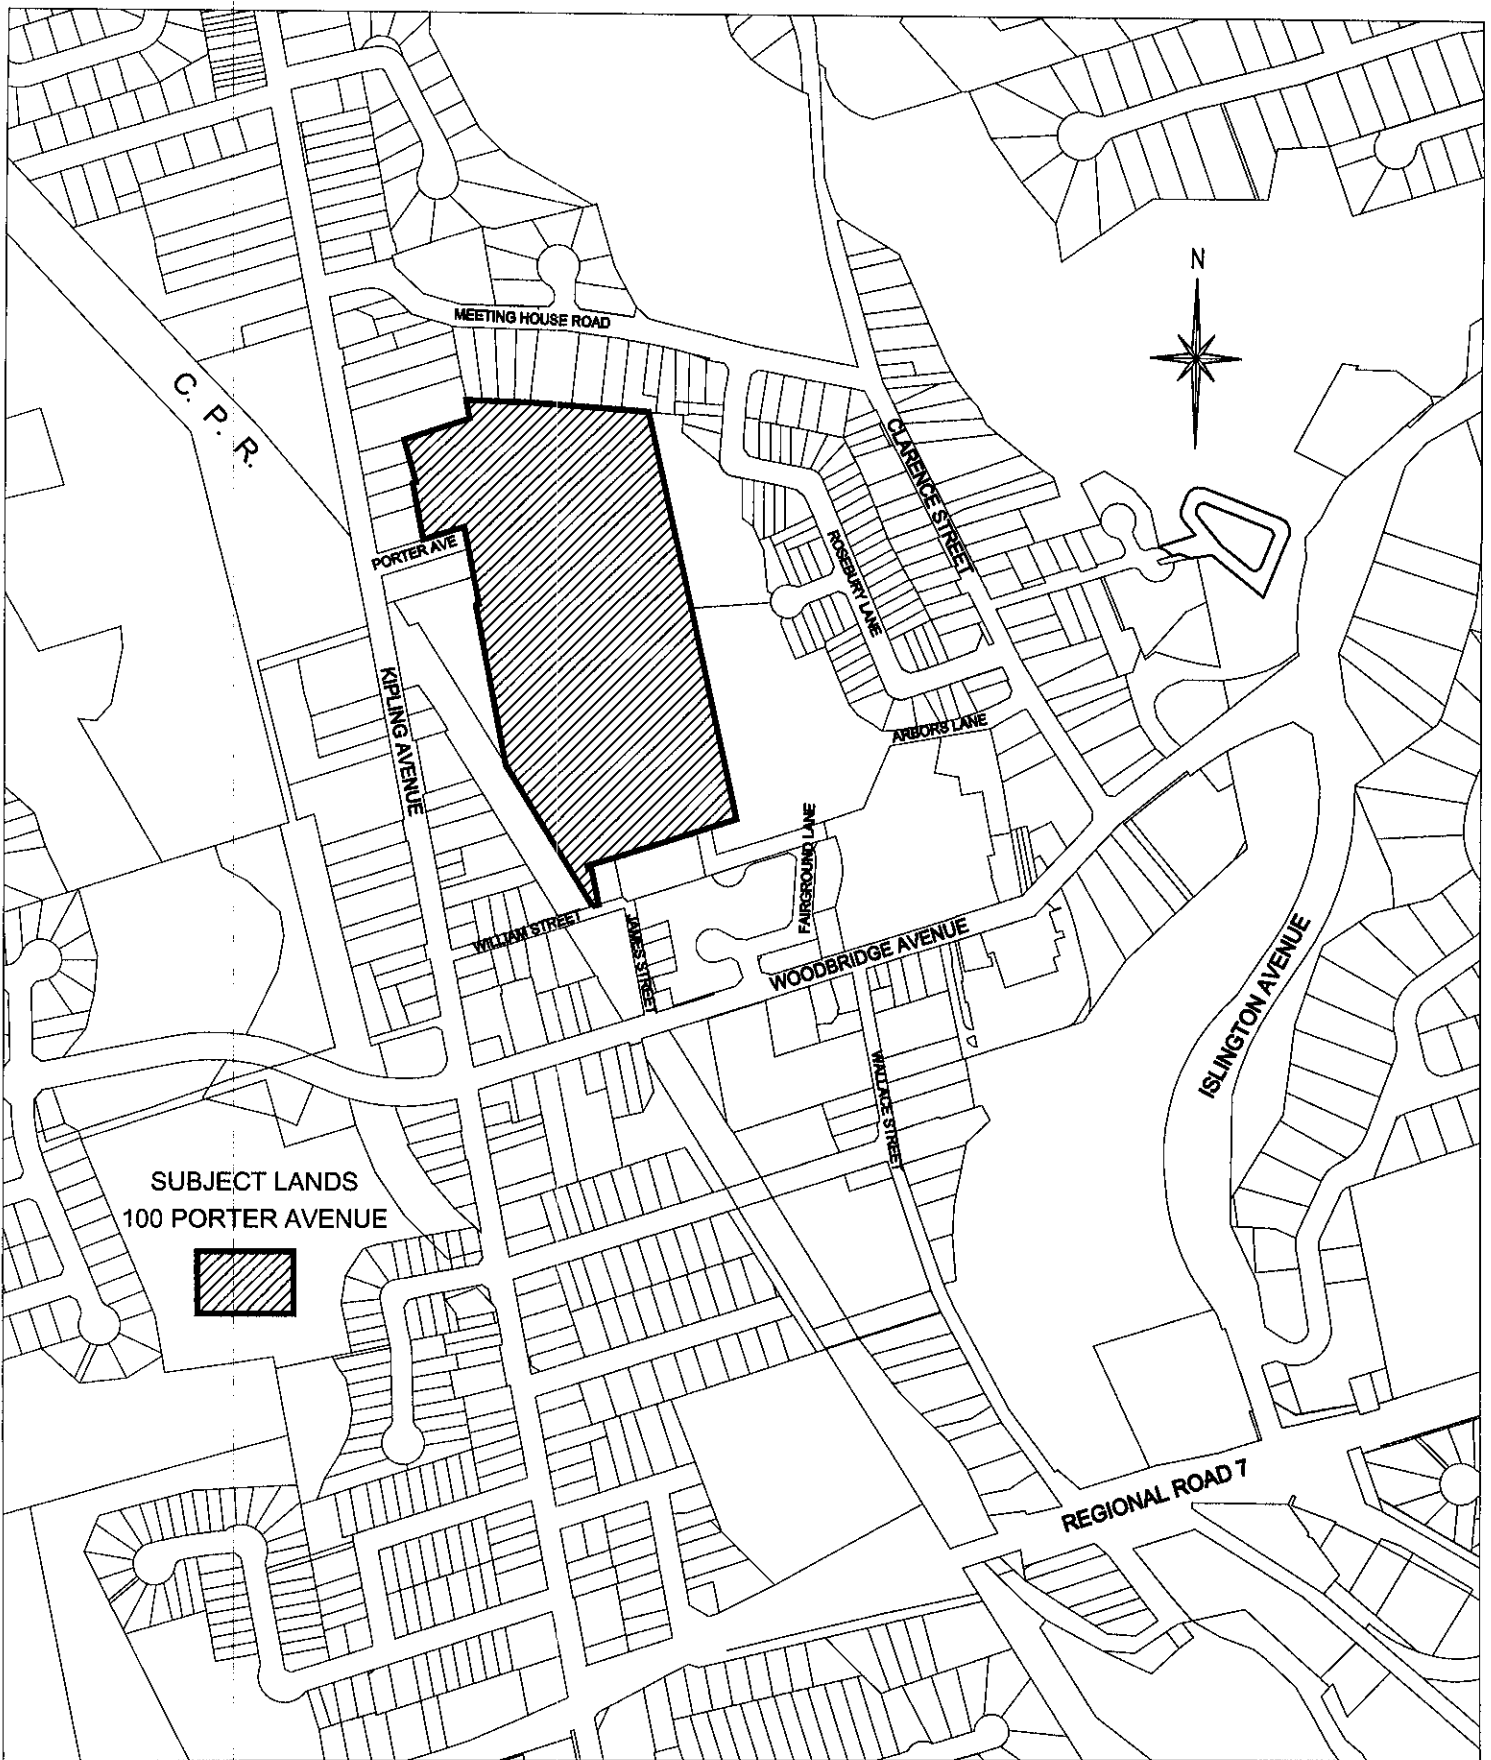 N
MEETING HOUSE ROAD
C. P. R.
CLARENCE STREET
PORTER AVE
ROSEBURY LANE
KIPLING AVENUE
ARBORS LANE
FAIRGROUND LANE
WILLIAM STREET
JAMES STREET
WOODBRIDGE AVENUE
ISLINGTON AVENUE
WALLACE STREET
SUBJECT LANDS
100 PORTER AVENUE
REGIONAL ROAD 7